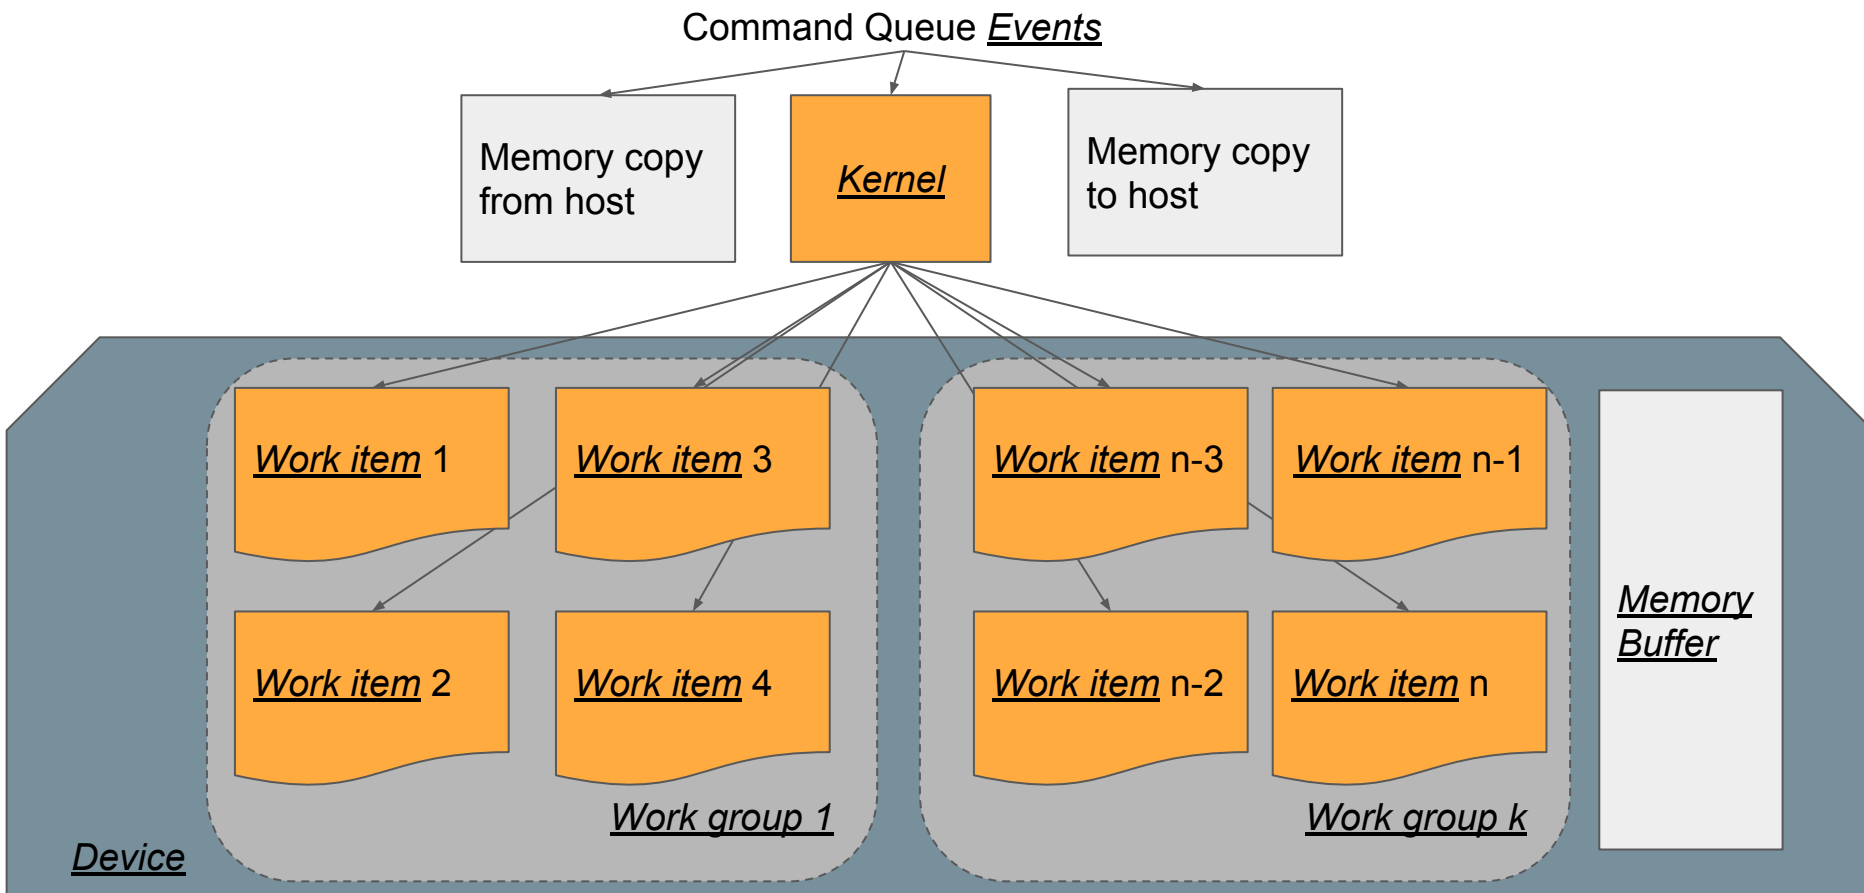 Command Queue Events
Memory copy
from host
Kernel
Memory copy
to host
Work item 1
Work item 3
Work item n-3
Work item n-1
Work item 2
Work item 4
Work item n-2
Work item n
Memory
Buffer
Work group 1
Work group k
Device